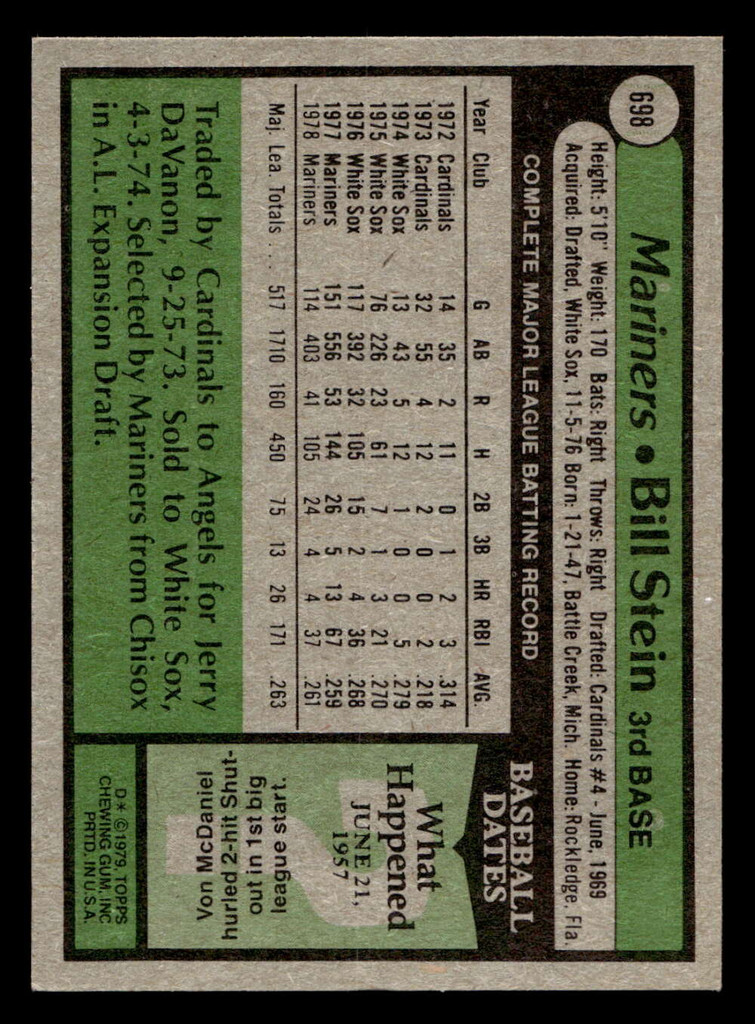 698
Mariners • Bill Stein 3rd BASE
Height: 5'10" Weight: 170 Bats: Right Throws: Right Drafted: Cardinals #4 - June, 1969
Acquired: Drafted, White Sox, 11-5-76 Born: 1-21-47, Battle Creek, Mich. Home: Rockledge, Fla.
COMPLETE MAJOR LEAGUE BATTING RECORD
Year Club G AB R H 2B 3B HR RBI AVG.
1972 Cardinals 14 35 2 11 0 1 2 3 .314
1973 Cardinals 32 55 4 12 2 0 0 2 .218
1974 White Sox 13 43 5 12 1 0 0 5 .279
1975 White Sox 76 226 23 61 7 1 3 21 .270
1976 White Sox 117 392 32 105 15 2 4 36 .268
1977 Mariners 151 556 53 144 26 5 13 67 .259
1978 Mariners 114 403 41 105 24 4 4 37 .261
Maj. Lea. Totals . . . 517 1710 160 450 75 13 26 171 .263
Traded by Cardinals to Angels for Jerry
DaVanon, 9-25-73. Sold to White Sox,
4-3-74. Selected by Mariners from Chisox
in A.L. Expansion Draft.
BASEBALL
DATES
What
Happened
JUNE 21,
1957
?
Von McDaniel
hurled 2-hit Shut-
out in 1st big
league start.
D* © 1979, TOPPS
CHEWING GUM, INC
PRTD. IN U.S.A.